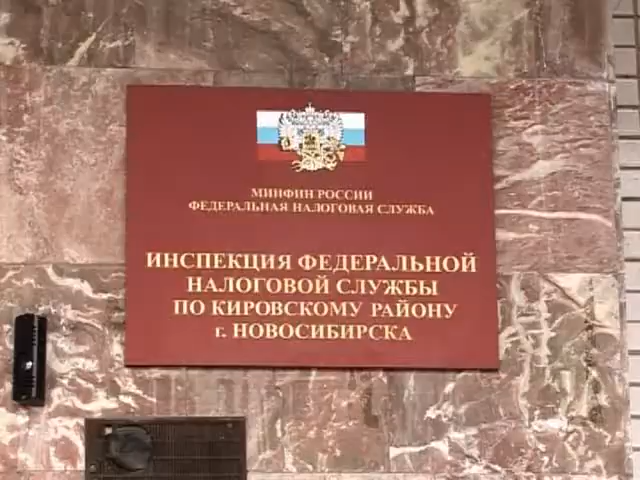 МИНФИН РОССИИ
ФЕДЕРАЛЬНАЯ НАЛОГОВАЯ СЛУЖБА
ИНСПЕКЦИЯ ФЕДЕРАЛЬНОЙ
НАЛОГОВОЙ СЛУЖБЫ
ПО КИРОВСКОМУ РАЙОНУ
г. НОВОСИБИРСКА